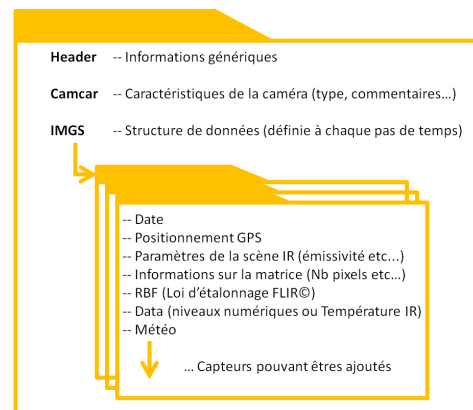 Header -- Informations génériques
Camcar -- Caractéristiques de la caméra (type, commentaires…)
IMGS -- Structure de données (définie à chaque pas de temps)
-- Date
-- Positionnement GPS
-- Paramètres de la scène IR (émissivité etc...)
-- Informations sur la matrice (Nb pixels etc…)
-- RBF (Loi d'étalonnage FLIR©)
-- Data (niveaux numériques ou Température IR)
-- Météo
… Capteurs pouvant êtres ajoutés